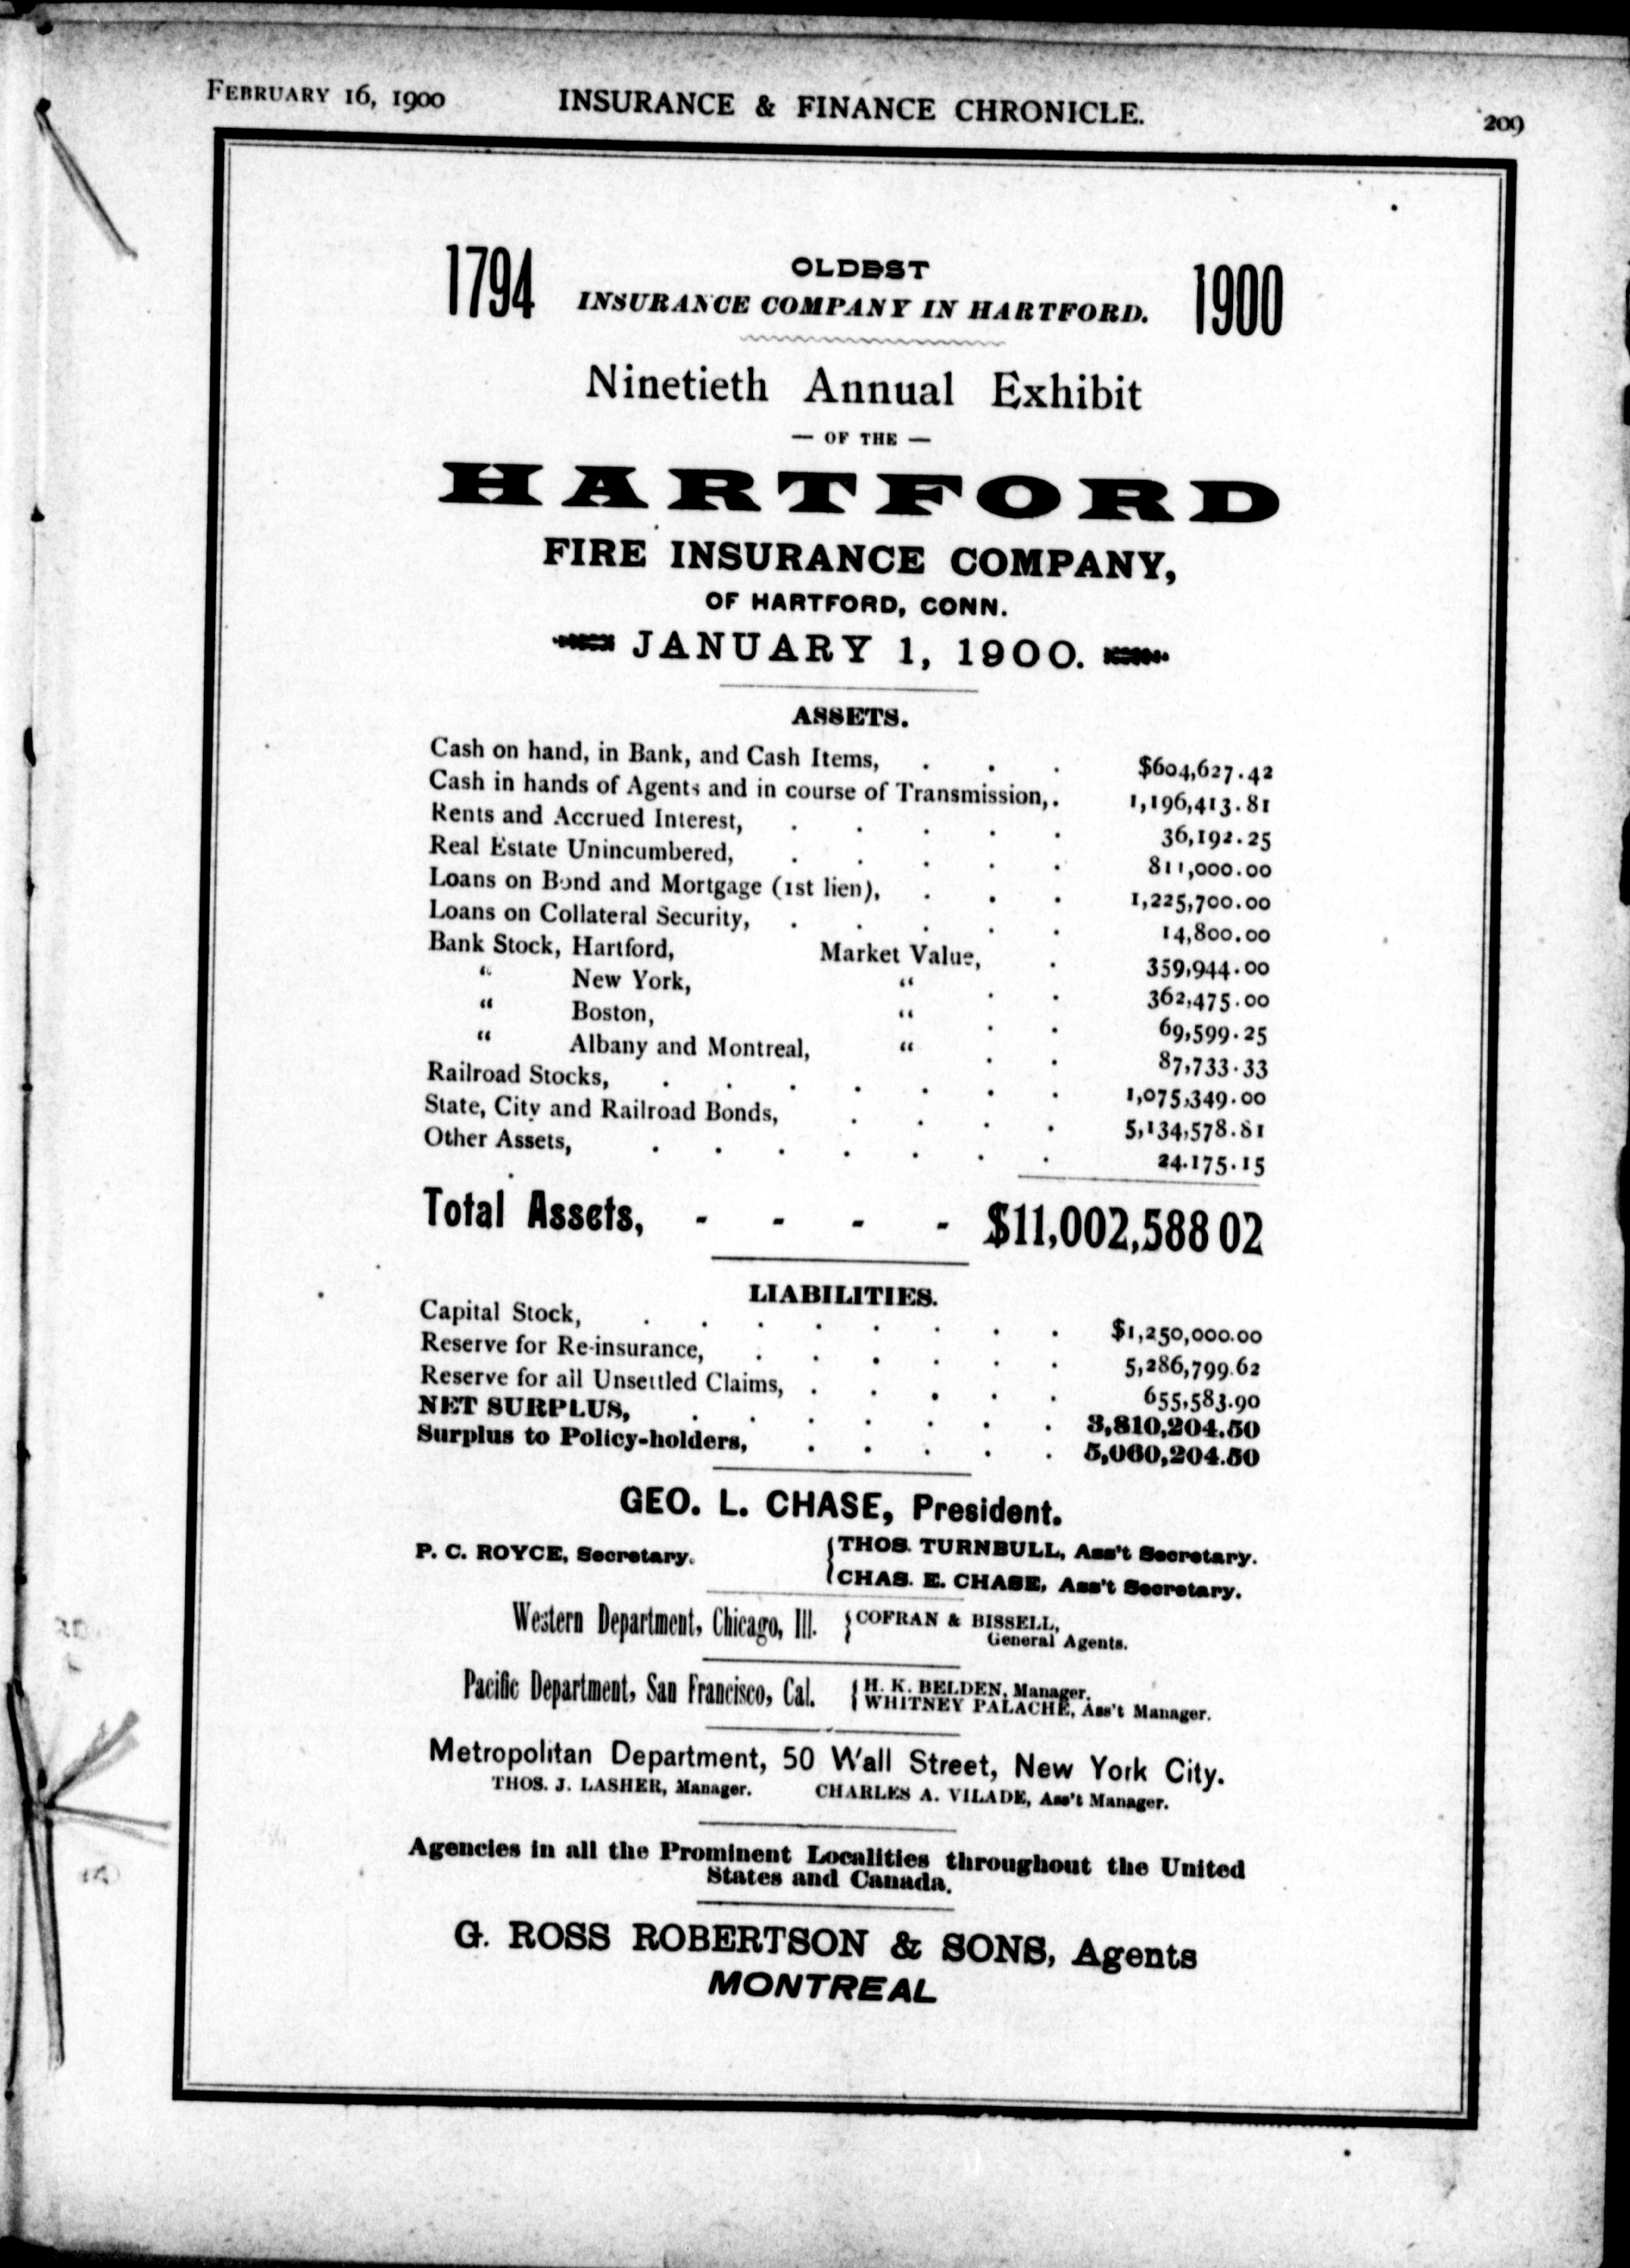 FEBRUARY 16, 1900 INSURANCE & FINANCE CHRONICLE. 209
1794 OLDEST 1900
INSURANCE COMPANY IN HARTFORD.
Ninetieth Annual Exhibit
— OF THE —
HARTFORD
FIRE INSURANCE COMPANY,
OF HARTFORD, CONN.
JANUARY 1, 1900.
ASSETS.
Cash on hand, in Bank, and Cash Items, . . . $604,627.42
Cash in hands of Agents and in course of Transmission, . 1,196,413.81
Rents and Accrued Interest, . . . . . 36,192.25
Real Estate Unincumbered, . . . . . 811,000.00
Loans on Bond and Mortgage (1st lien), . . . 1,225,700.00
Loans on Collateral Security, . . . . . 14,800.00
Bank Stock, Hartford, Market Value, . 359,944.00
" New York, " . . 362,475.00
" Boston, " . . 69,599.25
" Albany and Montreal, " . . 87,733.33
Railroad Stocks, . . . . . . . 1,075,349.00
State, City and Railroad Bonds, . . . . 5,134,578.81
Other Assets, . . . . . . . 24.175.15
Total Assets, - - - - $11,002,588 02
LIABILITIES.
Capital Stock, . . . . . . . . $1,250,000.00
Reserve for Re-insurance, . . . . . . 5,286,799.62
Reserve for all Unsettled Claims, . . . . . 655,583.90
NET SURPLUS, . . . . . . . 3,810,204.50
Surplus to Policy-holders, . . . . . 5,060,204.50
GEO. L. CHASE, President.
P. C. ROYCE, Secretary. { THOS. TURNBULL, Ass't Secretary.
{ CHAS. E. CHASE, Ass't Secretary.
Western Department, Chicago, Ill. { COFRAN & BISSELL,
General Agents.
Pacific Department, San Francisco, Cal. { H. K. BELDEN, Manager.
WHITNEY PALACHE, Ass't Manager.
Metropolitan Department, 50 Wall Street, New York City.
THOS. J. LASHER, Manager. CHARLES A. VILADE, Ass't Manager.
Agencies in all the Prominent Localities throughout the United
States and Canada.
G. ROSS ROBERTSON & SONS, Agents
MONTREAL